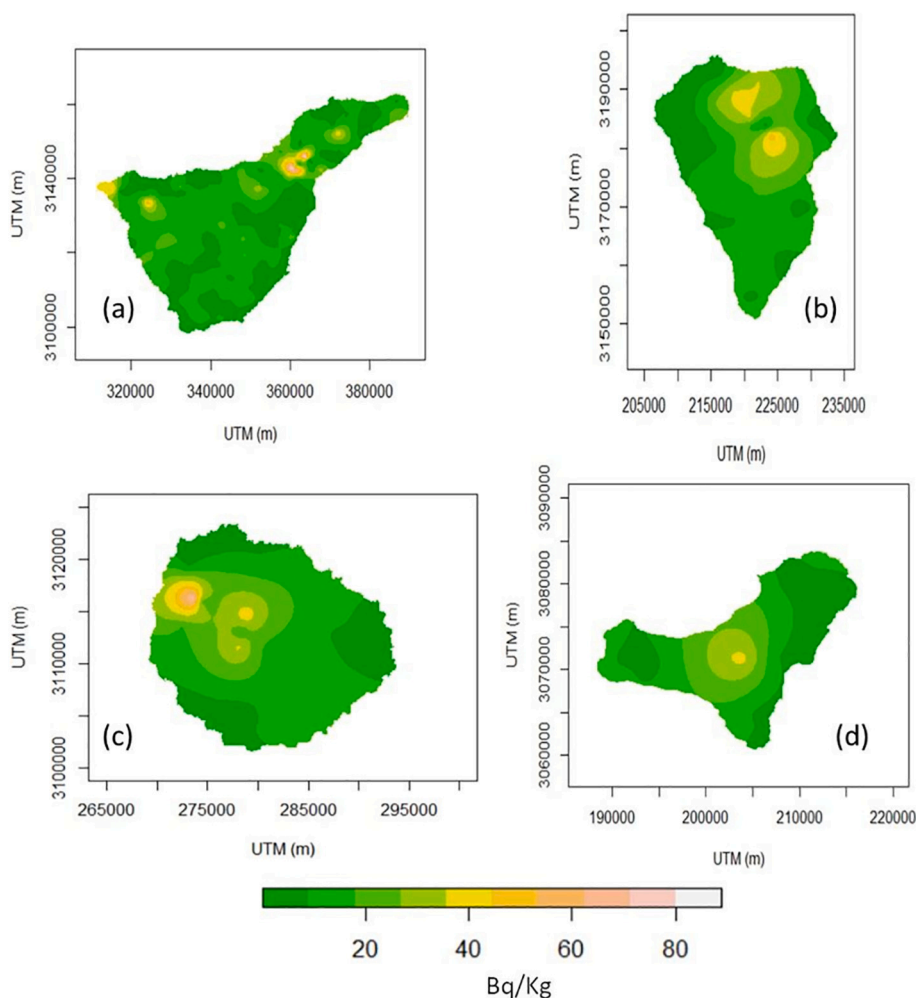 UTM (m)
3140000
3100000
(a)
320000 340000 360000 380000
UTM (m)
UTM (m)
3190000
3170000
3150000
(b)
205000 215000 225000 235000
UTM (m)
UTM (m)
3120000
3110000
3100000
(c)
265000 275000 285000 295000
UTM (m)
UTM (m)
3090000
3080000
3070000
3060000
(d)
190000 200000 210000 220000
UTM (m)
20 40 60 80
Bq/Kg